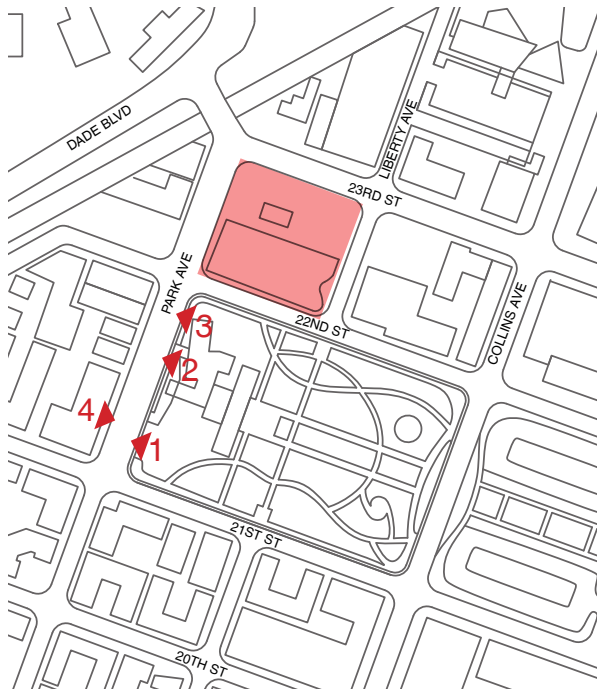 DADE BLVD
LIBERTY AVE
23RD ST
PARK AVE
22ND ST
COLLINS AVE
3
2
4
1
21ST ST
20TH ST